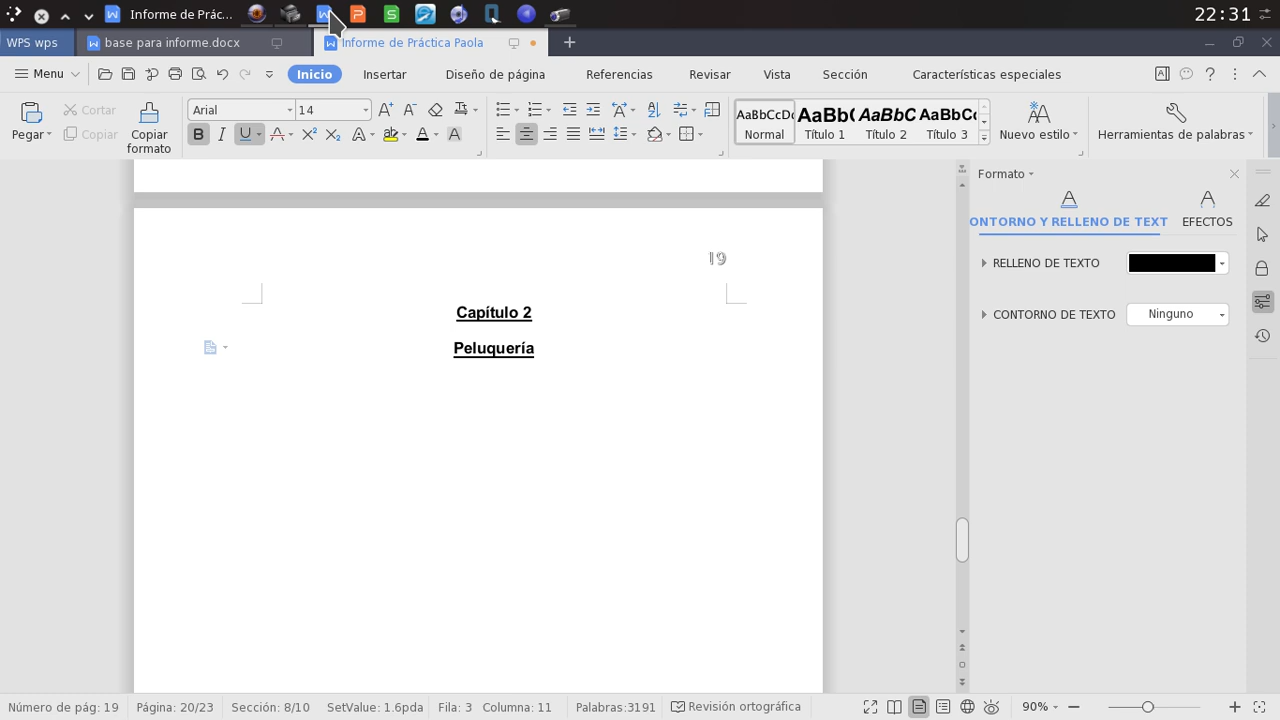 Informe de Prác...
22:31
WPS wps
base para informe.docx
Informe de Práctica Paola
Menu
Inicio
Insertar
Diseño de página
Referencias
Revisar
Vista
Sección
Características especiales
Pegar
Cortar
Copiar
Copiar formato
Arial
14
AaBbCcDc
Normal
AaBb(
Título 1
AaBbC
Título 2
AaBbCc
Título 3
Nuevo estilo
Herramientas de palabras
Formato
ONTORNO Y RELLENO DE TEXT
EFECTOS
RELLENO DE TEXTO
CONTORNO DE TEXTO
Ninguno
19
Capítulo 2
Peluquería
Número de pág: 19
Página: 20/23
Sección: 8/10
SetValue: 1.6pda
Fila: 3
Columna: 11
Palabras:3191
Revisión ortográfica
90%